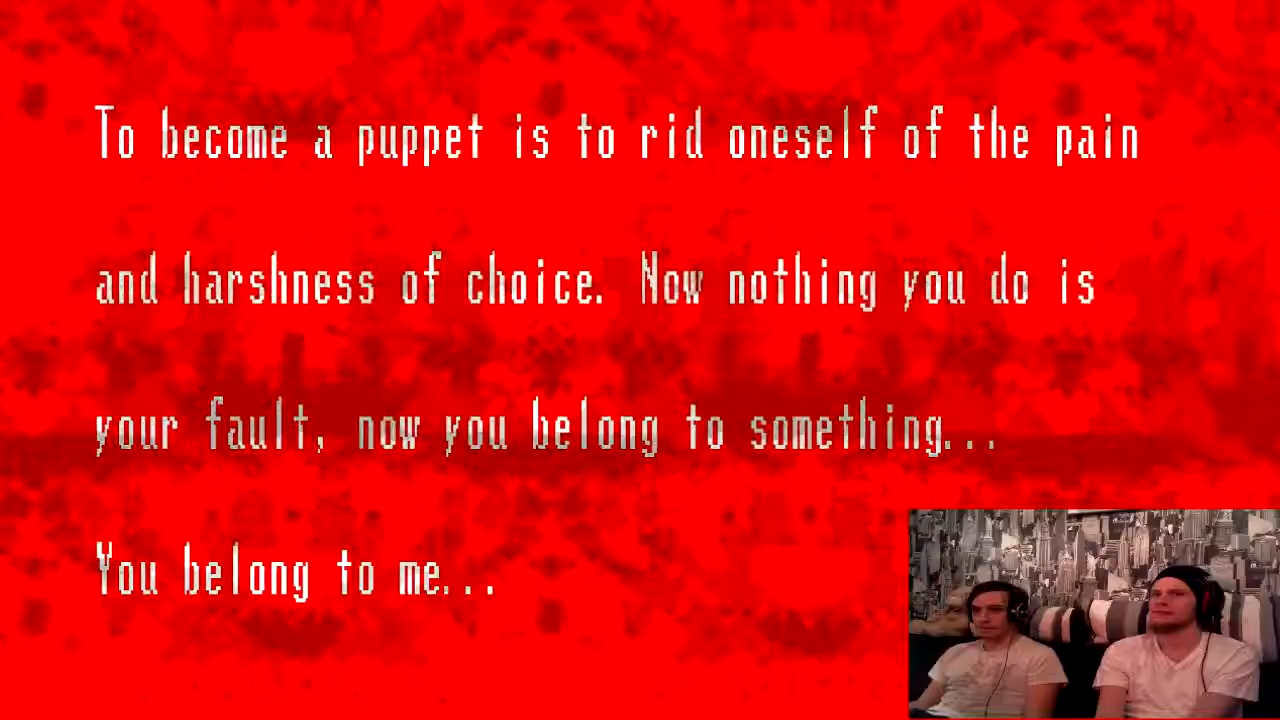 To become a puppet is to rid oneself of the pain
and harshness of choice. Now nothing you do is
your fault, now you belong to something...
You belong to me...